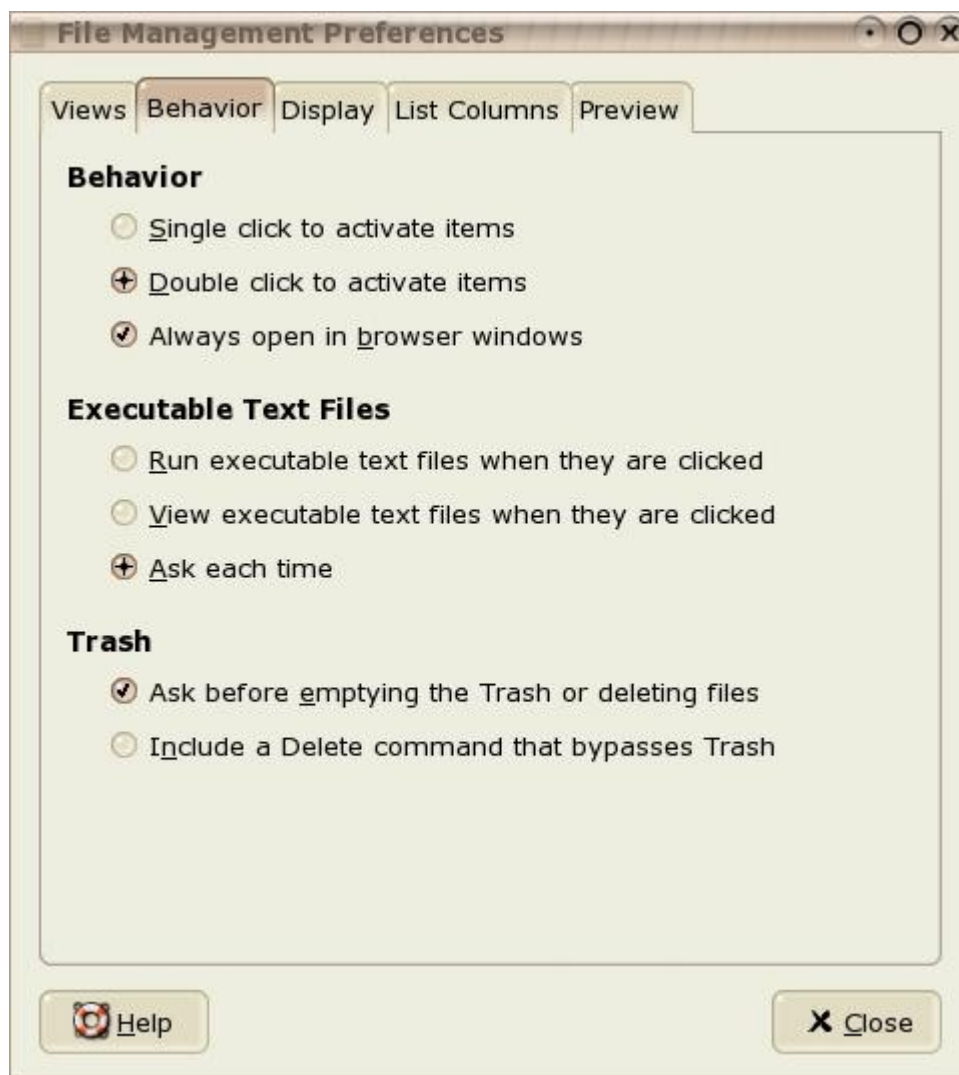 File Management Preferences
Views Behavior Display List Columns Preview
Behavior
Single click to activate items
Double click to activate items
Always open in browser windows
Executable Text Files
Run executable text files when they are clicked
View executable text files when they are clicked
Ask each time
Trash
Ask before emptying the Trash or deleting files
Include a Delete command that bypasses Trash
Help Close